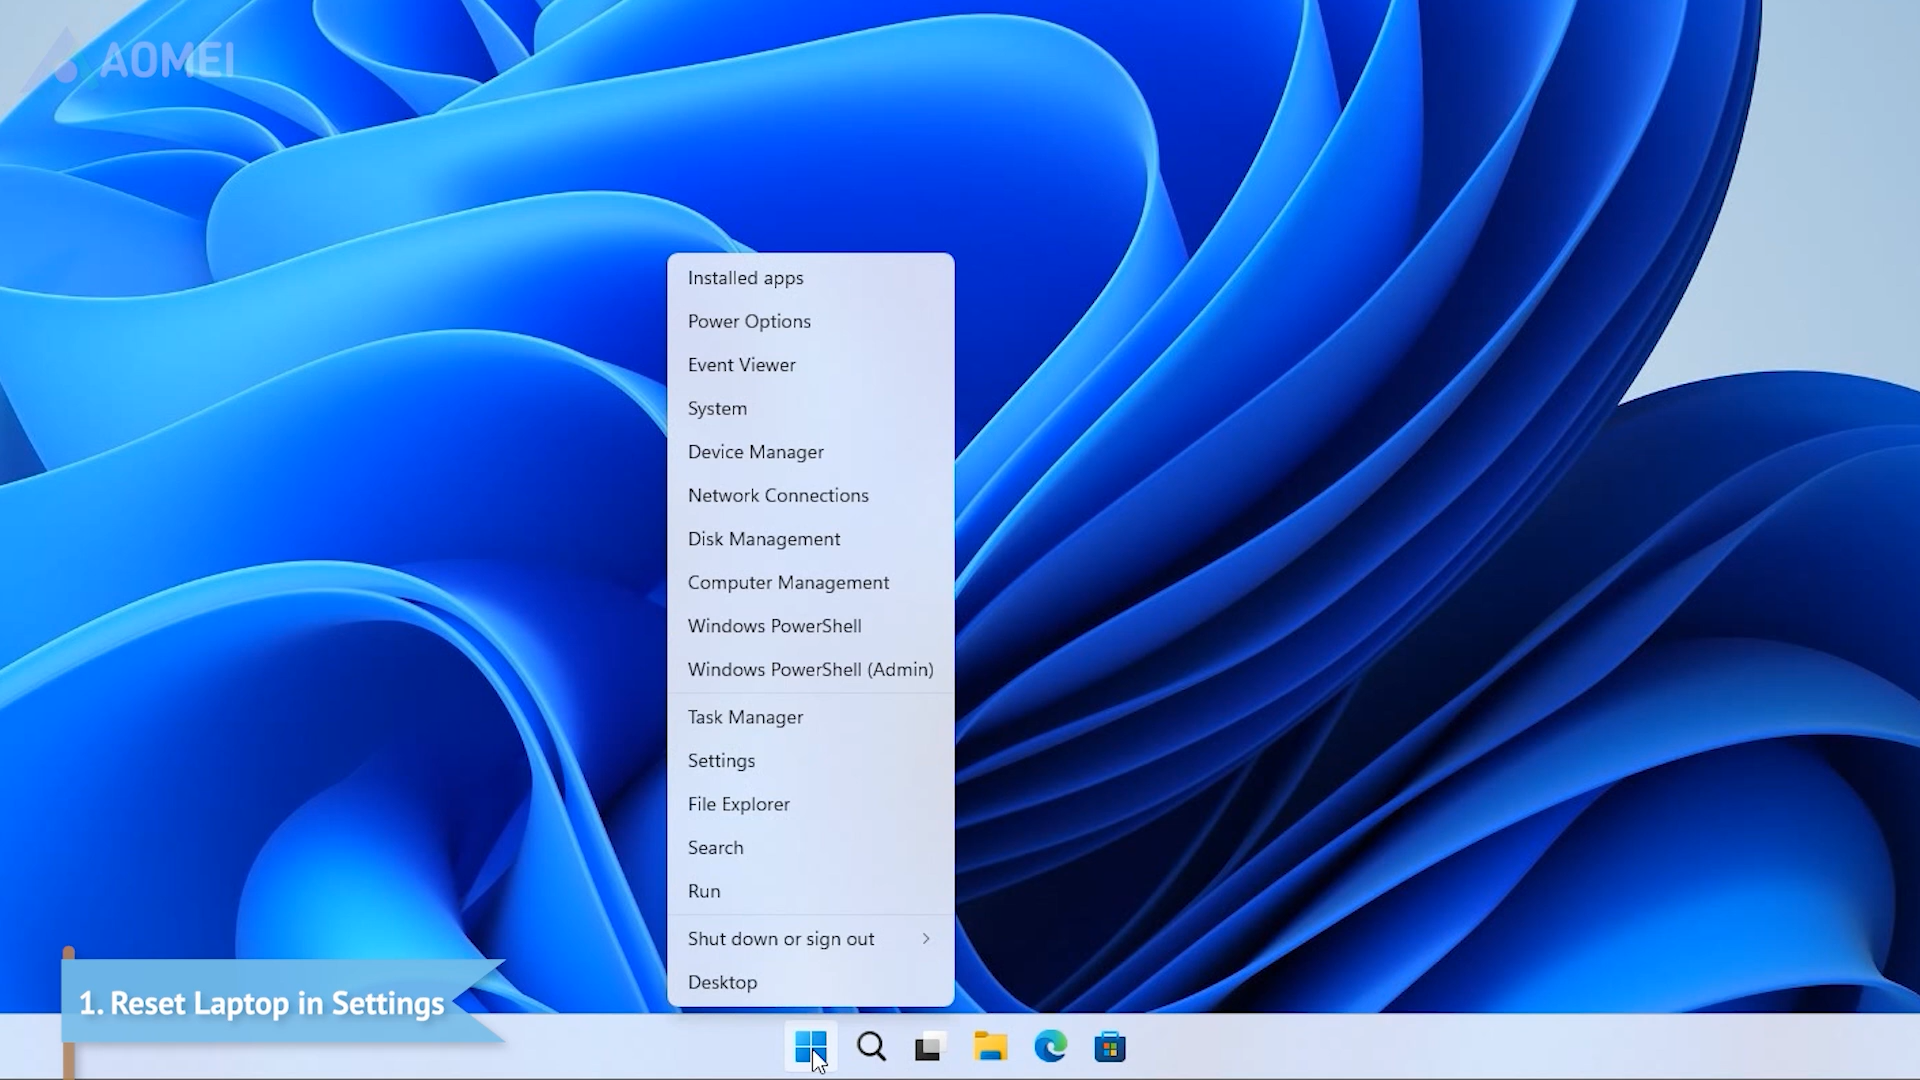 AOMEI
Installed apps
Power Options
Event Viewer
System
Device Manager
Network Connections
Disk Management
Computer Management
Windows PowerShell
Windows PowerShell (Admin)
Task Manager
Settings
File Explorer
Search
Run
Shut down or sign out
Desktop
1. Reset Laptop in Settings